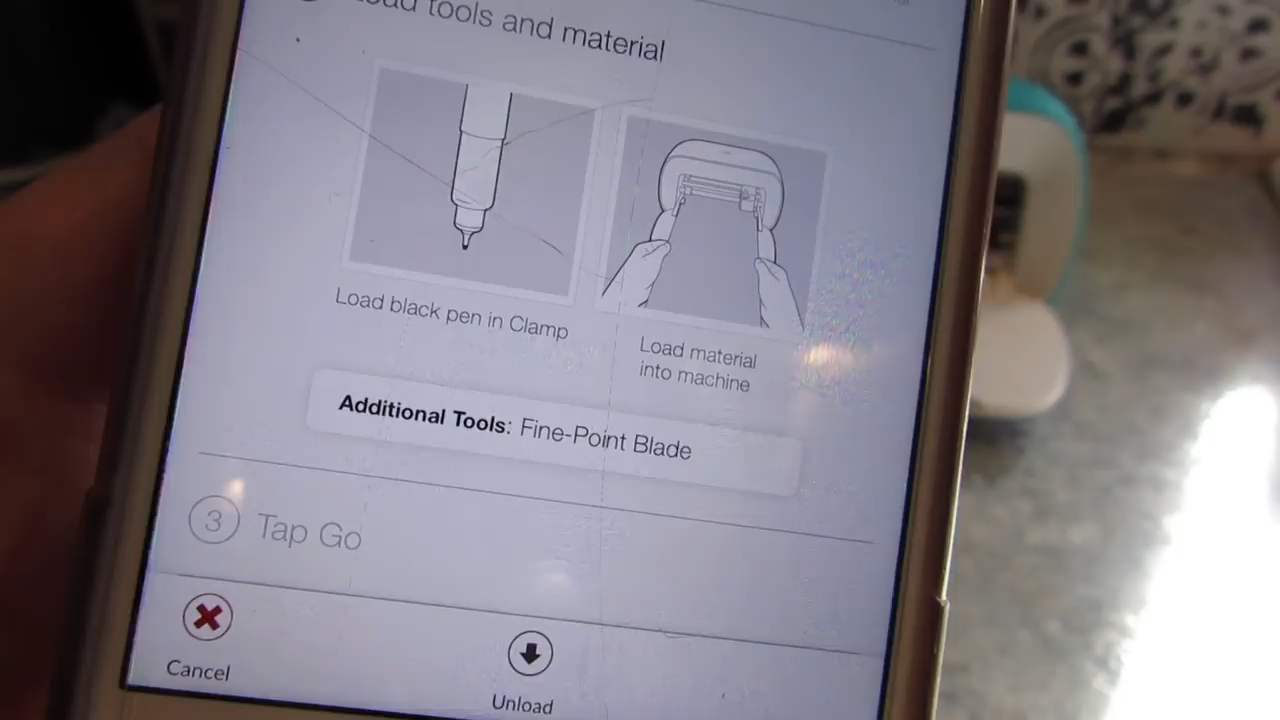 Load tools and material
Load black pen in Clamp
Load material
into machine
Additional Tools: Fine-Point Blade
3 Tap Go
Cancel
Unload